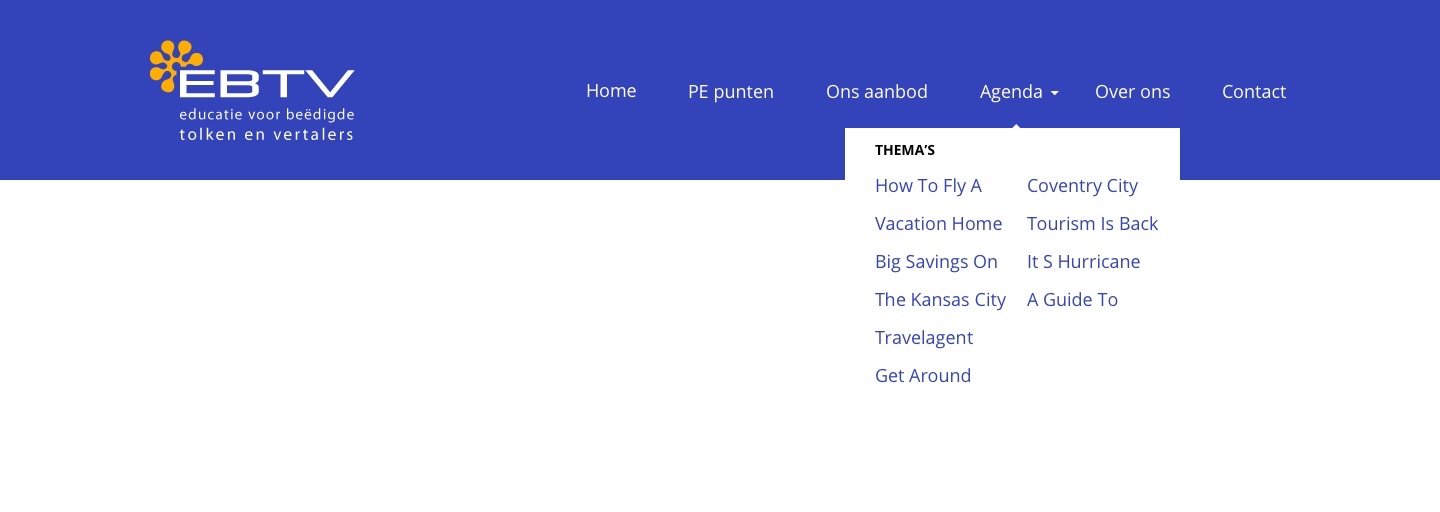 EBTV
educatie voor beëdigde
tolken en vertalers
Home PE punten Ons aanbod Agenda Over ons Contact
THEMA’S
How To Fly A
Vacation Home
Big Savings On
The Kansas City
Travelagent
Get Around
Coventry City
Tourism Is Back
It S Hurricane
A Guide To